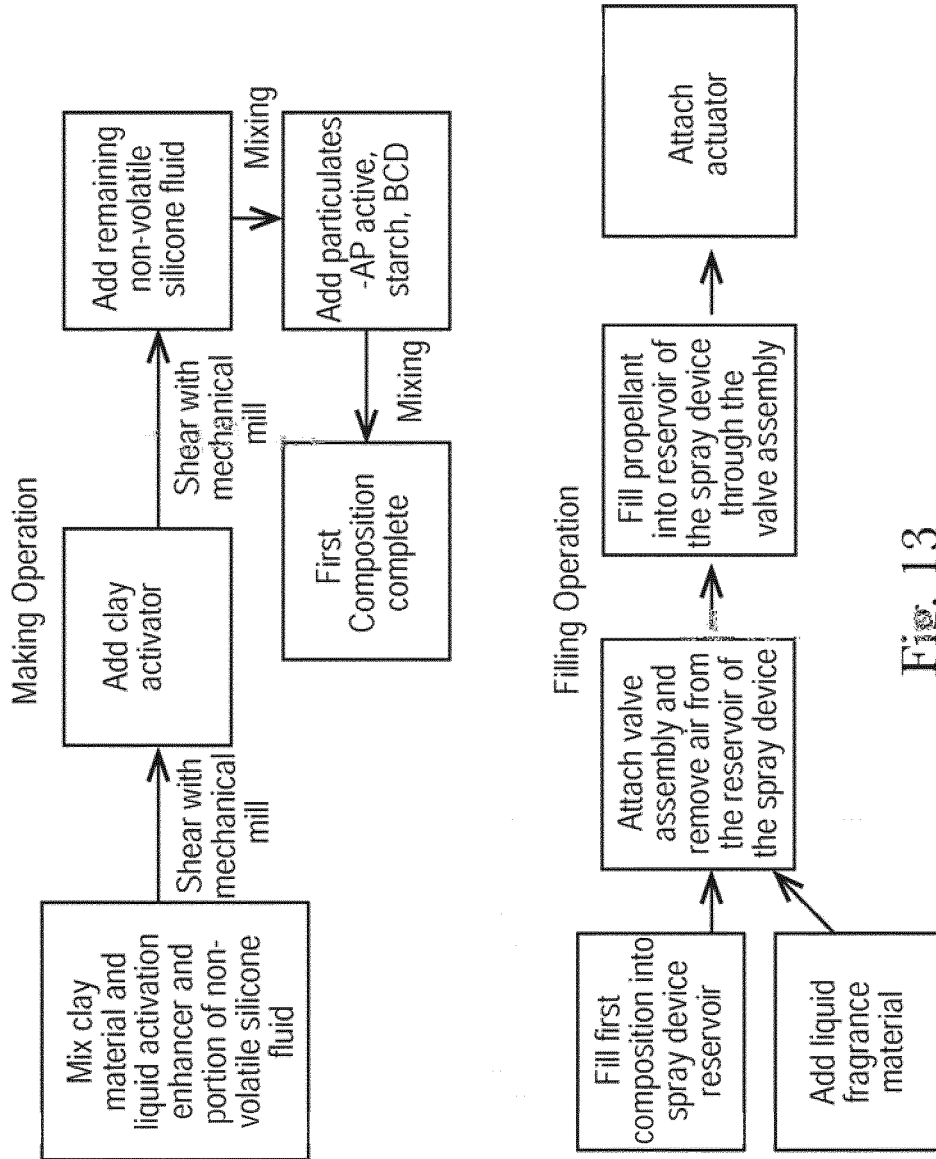 Making Operation
Mix clay
material and
liquid activation
enhancer and
portion of non-
volatile silicone
fluid
Shear with
mechanical
mill
Add clay
activator
Shear with
mechanical
mill
Add remaining
non-volatile
silicone fluid
Mixing
Add particulates
-AP active,
starch, BCD
Mixing
First
Composition
complete
Filling Operation
Fill first
composition into
spray device
reservoir
Add liquid
fragrance
material
Attach valve
assembly and
remove air from
the reservoir of
the spray device
Fill propellant
into reservoir of
the spray device
through the
valve assembly
Attach
actuator
Fig. 13